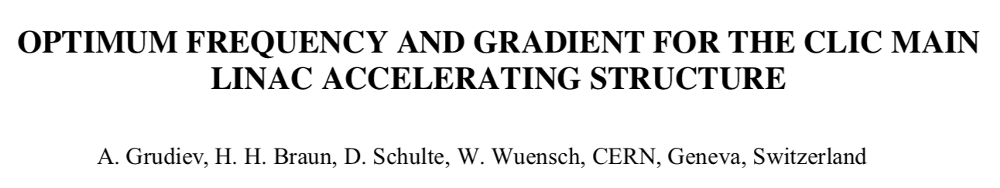 OPTIMUM FREQUENCY AND GRADIENT FOR THE CLIC MAIN
LINAC ACCELERATING STRUCTURE
A. Grudiev, H. H. Braun, D. Schulte, W. Wuensch, CERN, Geneva, Switzerland